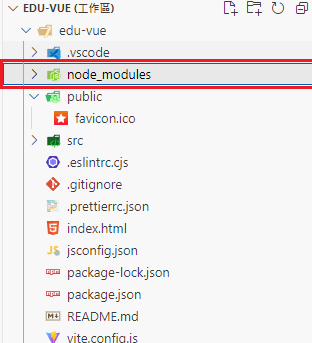 EDU-VUE (工作區)
edu-vue
.vscode
node_modules
public
favicon.ico
src
.eslintrc.cjs
.gitignore
.prettierrc.json
index.html
jsconfig.json
package-lock.json
package.json
README.md
vite.config.js